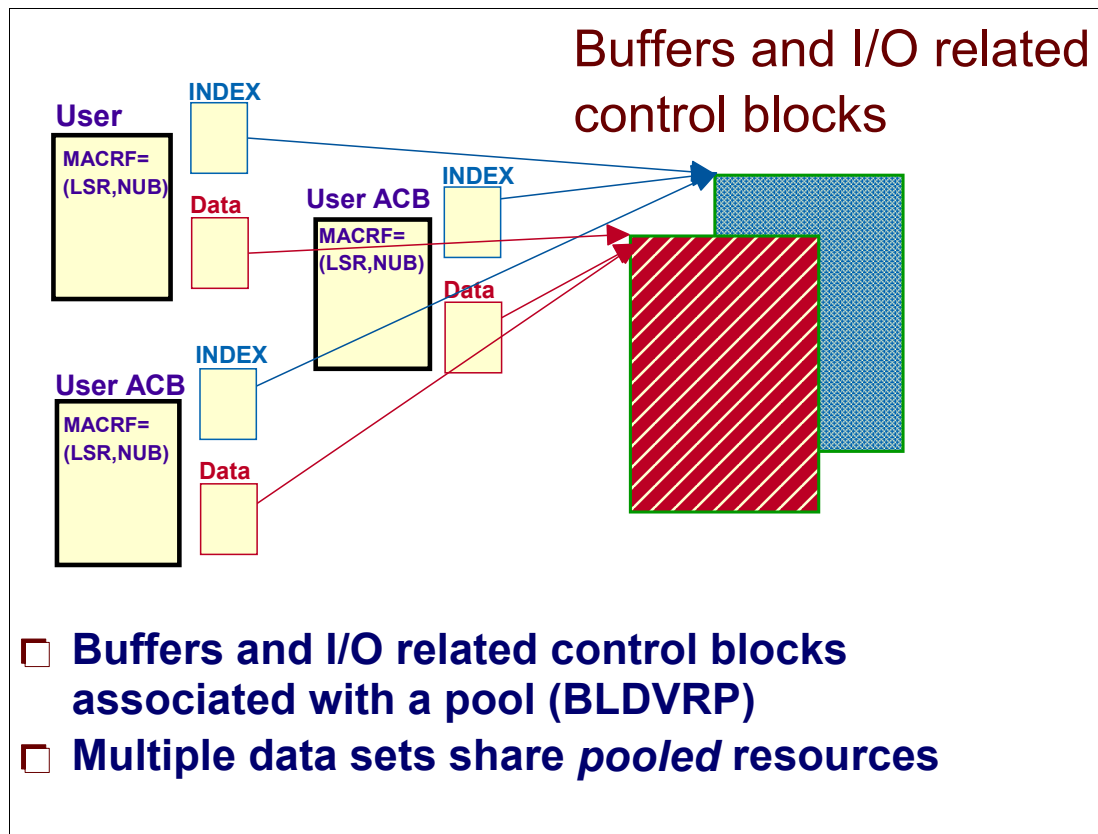 Buffers and I/O related
control blocks
INDEX
User
MACRF=
(LSR,NUB)
Data
INDEX
User ACB
MACRF=
(LSR,NUB)
Data
INDEX
User ACB
MACRF=
(LSR,NUB)
Data
Buffers and I/O related control blocks
associated with a pool (BLDVRP)
Multiple data sets share pooled resources